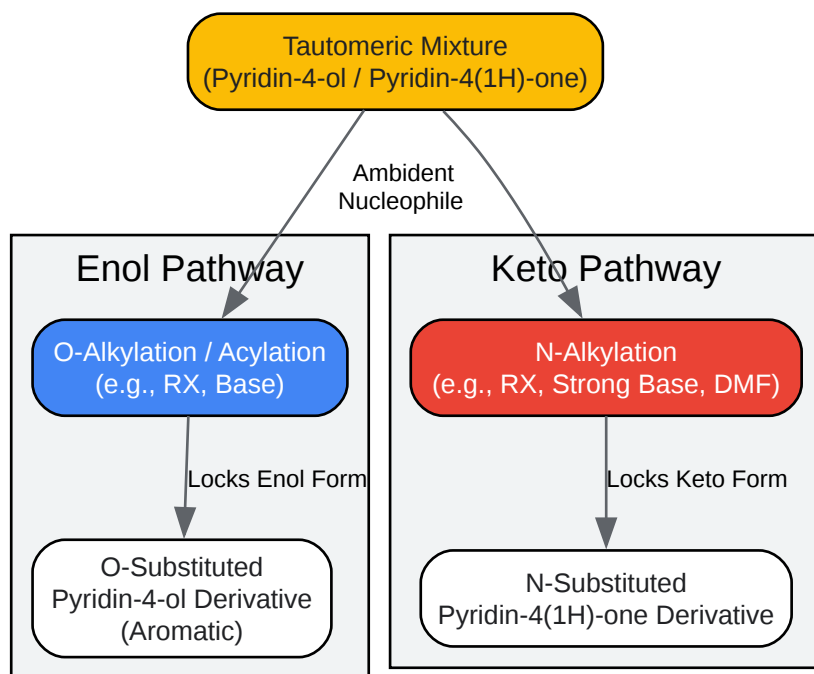 Tautomeric Mixture
(Pyridin-4-ol / Pyridin-4(1H)-one)
Ambident
Nucleophile
Enol Pathway
O-Alkylation / Acylation
(e.g., RX, Base)
Locks Enol Form
O-Substituted
Pyridin-4-ol Derivative
(Aromatic)
Keto Pathway
N-Alkylation
(e.g., RX, Strong Base, DMF)
Locks Keto Form
N-Substituted
Pyridin-4(1H)-one Derivative